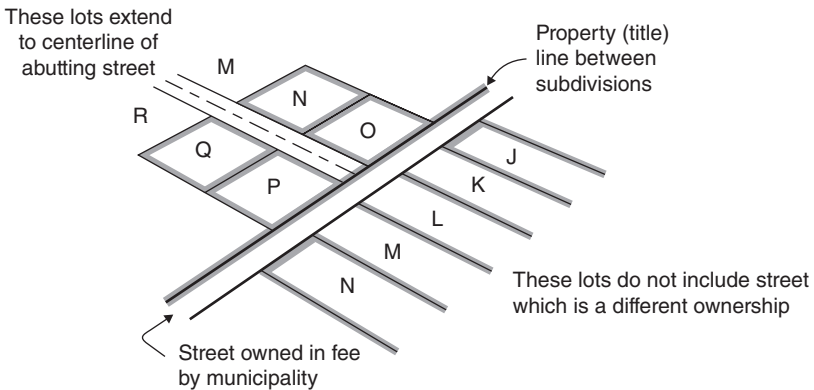 These lots extend
to centerline of
abutting street
Property (title)
line between
subdivisions
M
N
R
O
Q
P
J
K
L
M
N
These lots do not include street
which is a different ownership
Street owned in fee
by municipality